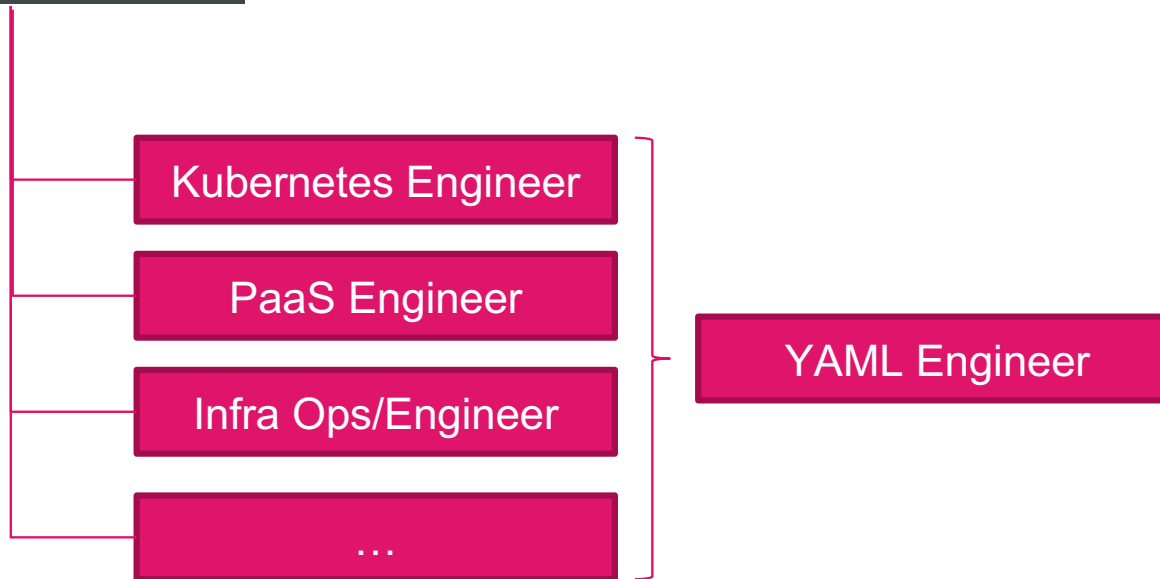 Kubernetes Engineer
PaaS Engineer
YAML Engineer
Infra Ops/Engineer
…